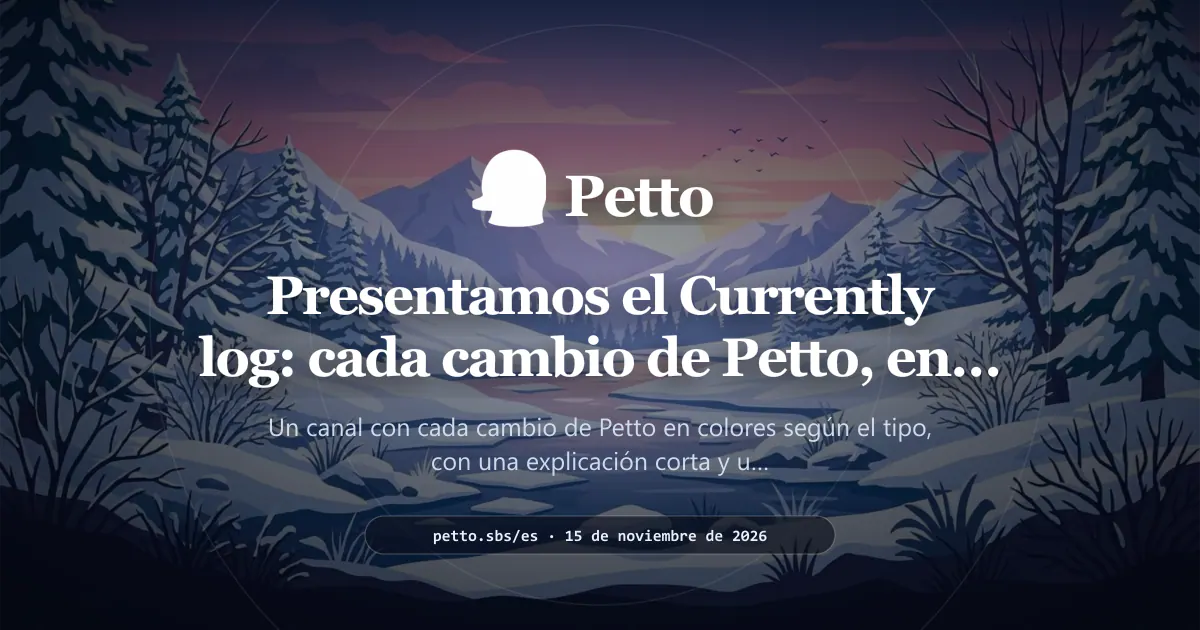 Petto
Presentamos el Currently
log: cada cambio de Petto, en...
Un canal con cada cambio de Petto en colores según el tipo,
con una explicación corta y u...
petto.sbs/es · 15 de noviembre de 2026